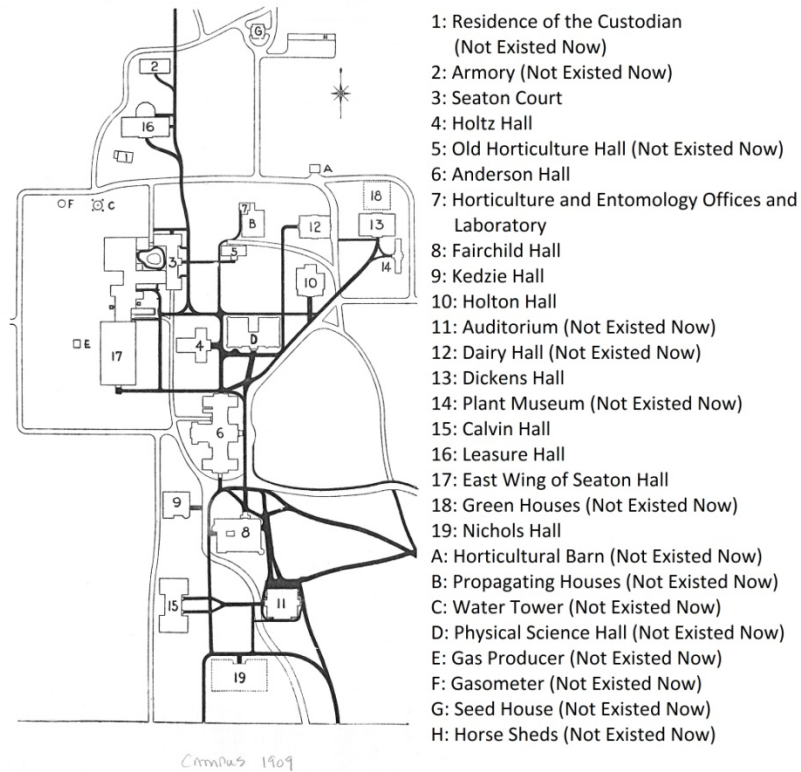 G
H
2
16
1
A
F
C
18
7
B
12
13
3
5
14
10
E
17
4
D
6
9
8
15
11
19
CAMPUS 1909
1: Residence of the Custodian
(Not Existed Now)
2: Armory (Not Existed Now)
3: Seaton Court
4: Holtz Hall
5: Old Horticulture Hall (Not Existed Now)
6: Anderson Hall
7: Horticulture and Entomology Offices and
Laboratory
8: Fairchild Hall
9: Kedzie Hall
10: Holton Hall
11: Auditorium (Not Existed Now)
12: Dairy Hall (Not Existed Now)
13: Dickens Hall
14: Plant Museum (Not Existed Now)
15: Calvin Hall
16: Leasure Hall
17: East Wing of Seaton Hall
18: Green Houses (Not Existed Now)
19: Nichols Hall
A: Horticultural Barn (Not Existed Now)
B: Propagating Houses (Not Existed Now)
C: Water Tower (Not Existed Now)
D: Physical Science Hall (Not Existed Now)
E: Gas Producer (Not Existed Now)
F: Gasometer (Not Existed Now)
G: Seed House (Not Existed Now)
H: Horse Sheds (Not Existed Now)